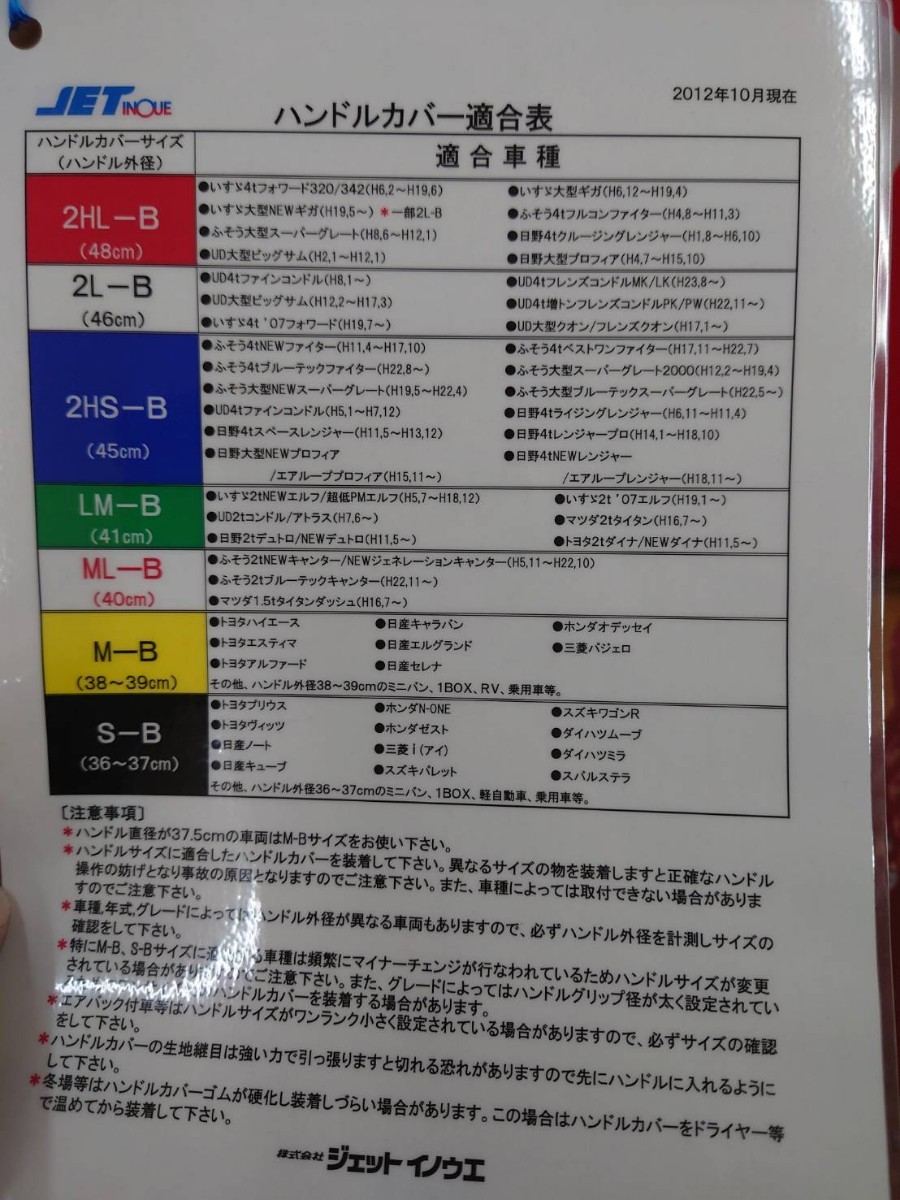 JET INOUE
2012年10月現在
ハンドルカバー適合表
ハンドルカバーサイズ
(ハンドル外径)
適合車種
2HL－B
(48cm)
●いすゞ4tフォワード320/342(H6,2～H19,6)
●いすゞ大型NEWギガ(H19,5～) *一部2L-B
●ふそう大型スーパーグレート(H8,6～H12,1)
●UD大型ビッグサム(H2,1～H12,1)
●いすゞ大型ギガ(H6,12～H19,4)
●ふそう4tフルコンファイター(H4,8～H11,3)
●日野4tクルージングレンジャー(H1,8～H6,10)
●日野大型プロフィア(H4,7～H15,10)
2L－B
(46cm)
●UD4tファインコンドル(H8,1～)
●UD大型ビッグサム(H12,2～H17,3)
●いすゞ4t '07フォワード(H19,7～)
●UD4tフレンズコンドルMK/LK(H23,8～)
●UD4t増トンフレンズコンドルPK/PW(H22,11～)
●UD大型クオン/フレンズクオン(H17,1～)
2HS－B
(45cm)
●ふそう4tNEWファイター(H11,4～H17,10)
●ふそう4tブルーテックファイター(H22,8～)
●ふそう大型NEWスーパーグレート(H19,5～H22,4)
●UD4tファインコンドル(H5,1～H7,12)
●日野4tスペースレンジャー(H11,5～H13,12)
●日野大型NEWプロフィア
/エアループプロフィア(H15,11～)
●ふそう4tベストワンファイター(H17,11～H22,7)
●ふそう大型スーパーグレート2000(H12,2～H19,4)
●ふそう大型ブルーテックスーパーグレート(H22,5～)
●日野4tライジングレンジャー(H6,11～H11,4)
●日野4tレンジャープロ(H14,1～H18,10)
●日野4tNEWレンジャー
/エアループレンジャー(H18,11～)
LM－B
(41cm)
●いすゞ2tNEWエルフ/超低PMエルフ(H5,7～H18,12)
●UD2tコンドル/アトラス(H7,6～)
●日野2tデュトロ/NEWデュトロ(H11,5～)
●いすゞ2t '07エルフ(H19,1～)
●マツダ2tタイタン(H16,7～)
●トヨタ2tダイナ/NEWダイナ(H11,5～)
ML－B
(40cm)
●ふそう2tNEWキャンター/NEWジェネレーションキャンター(H5,11～H22,10)
●ふそう2tブルーテックキャンター(H22,11～)
●マツダ1.5tタイタンダッシュ(H16,7～)
M－B
(38～39cm)
●トヨタハイエース
●トヨタエスティマ
●トヨタアルファード
●日産キャラバン
●日産エルグランド
●日産セレナ
●ホンダオデッセイ
●三菱パジェロ
その他、ハンドル外径38～39cmのミニバン、1BOX、RV、乗用車等。
S－B
(36～37cm)
●トヨタプリウス
●トヨタヴィッツ
●日産ノート
●日産キューブ
●ホンダN-ONE
●ホンダゼスト
●三菱i(アイ)
●スズキパレット
●スズキワゴンR
●ダイハツムーブ
●ダイハツミラ
●スバルステラ
その他、ハンドル外径36～37cmのミニバン、1BOX、軽自動車、乗用車等。
〔注意事項〕
*ハンドル直径が37.5cmの車両はM-Bサイズをお使い下さい。
*ハンドルサイズに適合したハンドルカバーを装着して下さい。異なるサイズの物を装着しますと正確なハンドル
操作の妨げとなり事故の原因となりますのでご注意下さい。また、車種によっては取付できない場合がありま
すのでご注意下さい。
*車種,年式,グレードによって ハンドル外径が異なる車両もありますので、必ずハンドル外径を計測しサイズの
確認をして下さい。
*特にM-B、S-Bサイズに 車種は頻繁にマイナーチェンジが行なわれているためハンドルサイズが変更
されている場合があり でご注意下さい。また、グレードによってはハンドルグリップ径が太く設定されてい
ハンドルカバーを装着する場合があります。
*エアバック付車等はハンドルサイズがワンランク小さく設定されている場合がありますので、必ずサイズの確認
をして下さい。
*ハンドルカバーの生地継目は強い力で引っ張りますと切れる恐れがありますので先にハンドルに入れるように
して下さい。
*冬場等はハンドルカバーゴムが硬化し装着しづらい場合があります。この場合はハンドルカバーをドライヤー等
で温めてから装着して下さい。
株式会社 ジェットイノウエ